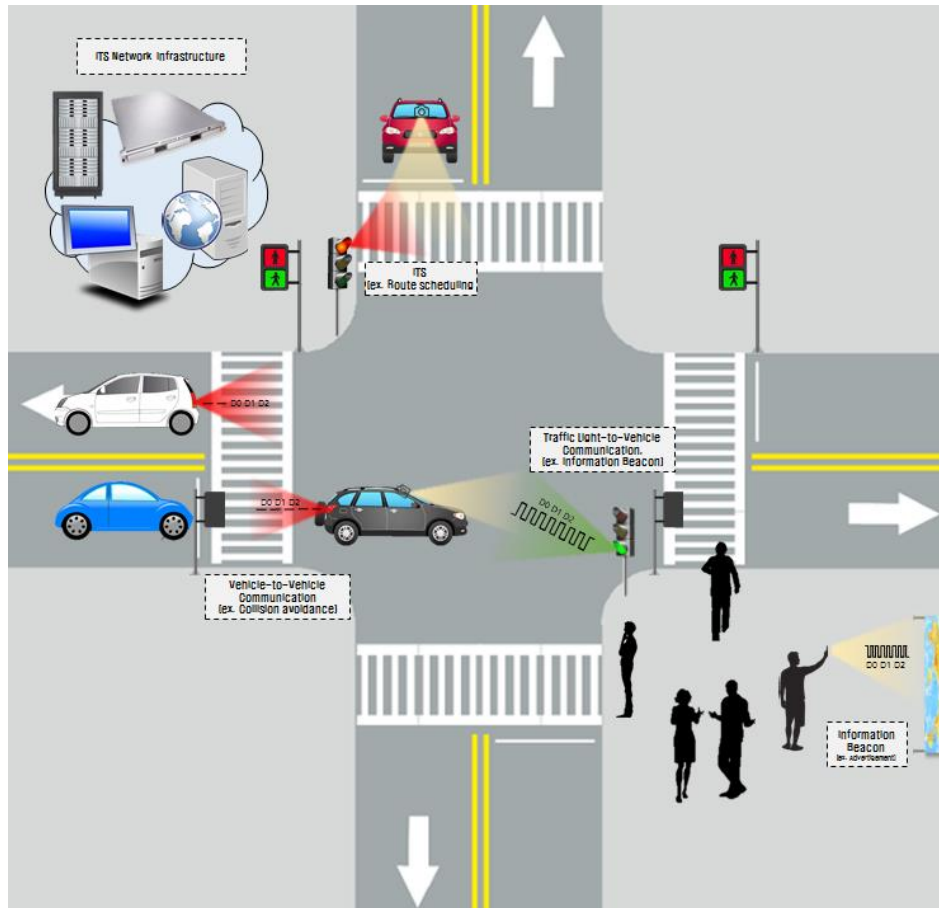 ITS Network Infrastructure
ITS
(ex. Route scheduling
D0 D1 D2
Traffic Light-to-Vehicle
Communication.
(ex. Information Beacon)
D0 D1 D2
D0 D1 D2
Vehicle-to-Vehicle
Communication
(ex. Collision avoidance)
D0 D1 D2
Information
Beacon
(ex. Advertisement)